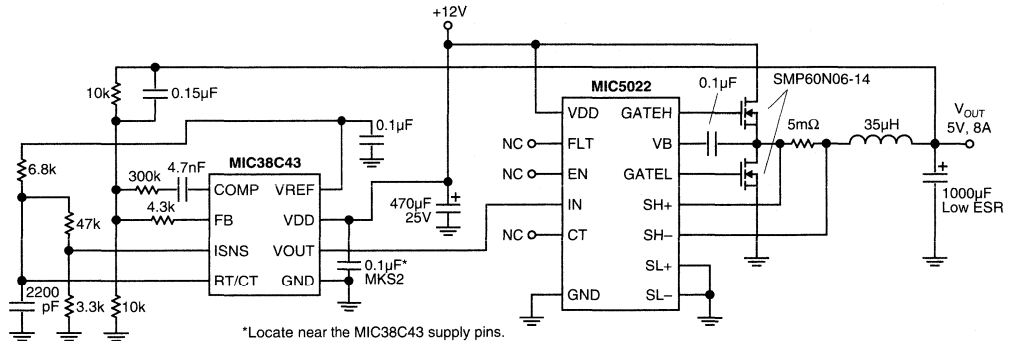 +12V
10k
0.15µF
0.1µF
6.8k
4.7nF
300k
4.3k
47k
2200
pF
3.3k
10k
MIC38C43
COMP
VREF
FB
VDD
ISNS
VOUT
RT/CT
GND
470µF
25V
0.1µF*
MKS2
MIC5022
VDD
GATEH
NC
FLT
VB
NC
EN
GATEL
IN
SH+
NC
CT
SH–
SL+
GND
SL–
0.1µF
SMP60N06-14
5mΩ
35µH
VOUT
5V, 8A
+
+
1000µF
Low ESR
*Locate near the MIC38C43 supply pins.